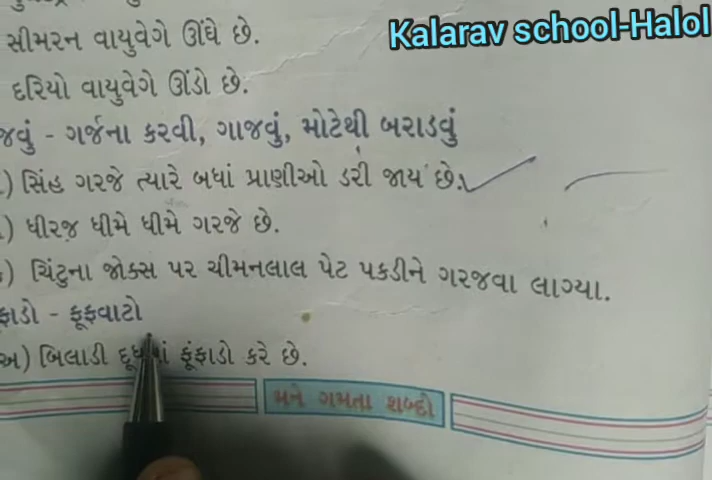 Kalarav school-Halol
સીમરન વાયુવેગે ઊંઘે છે.
દરિયો વાયુવેગે ઊંડો છે.
જવું - ગર્જના કરવી, ગાજવું, મોટેથી બરાડવું
) સિંહ ગરજે ત્યારે બધાં પ્રાણીઓ ડરી જાય છે.
) ધીરજ ધીમે ધીમે ગરજે છે.
) ચિંટુના જોક્સ પર ચીમનલાલ પેટ પકડીને ગરજવા લાગ્યા.
ફાડો - ફૂફવાટો
અ) બિલાડી ફૂંફાડો કરે છે.
મને ગમતા શબ્દો